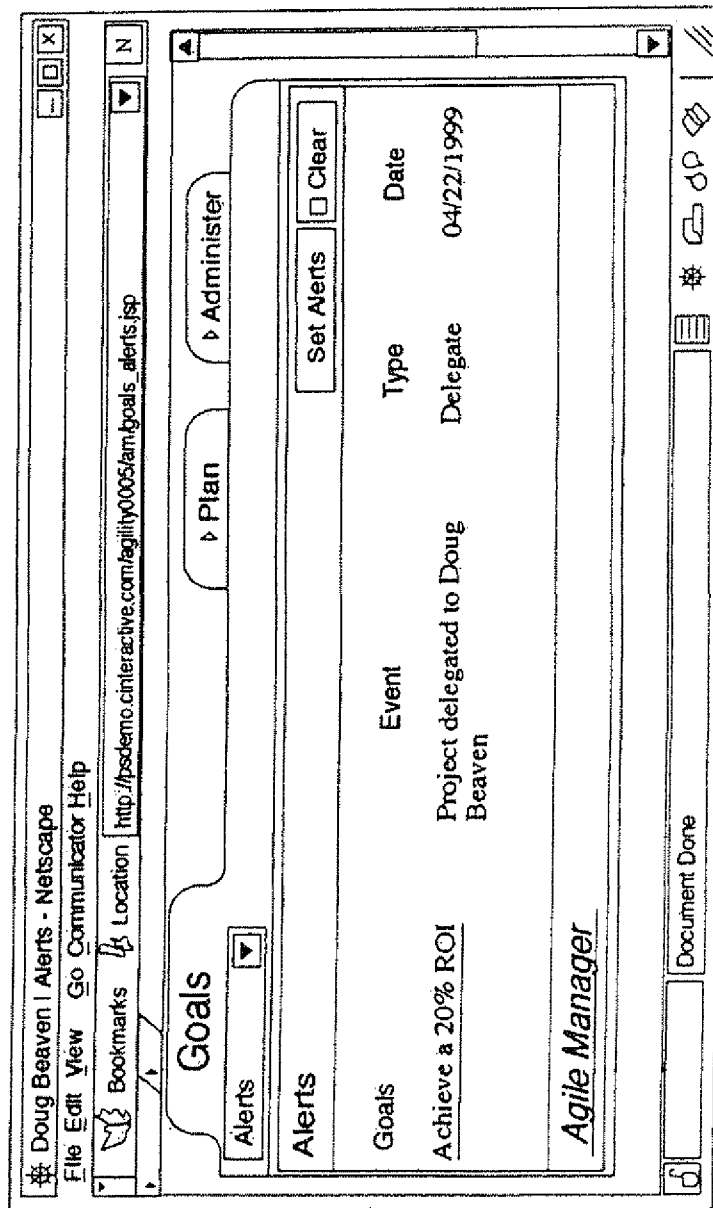 Doug Beaven | Alerts - Netscape
File Edit View Go Communicator Help
Bookmarks Location http://psdemo.cinteractive.com/agility0005/am/goals_alerts.jsp
N
Goals
Plan
Administer
Alerts
Alerts
Set Alerts Clear
Goals Event Type Date
Achieve a 20% ROI Project delegated to Doug Delegate 04/22/1999
Beaven
Agile Manager
Document Done